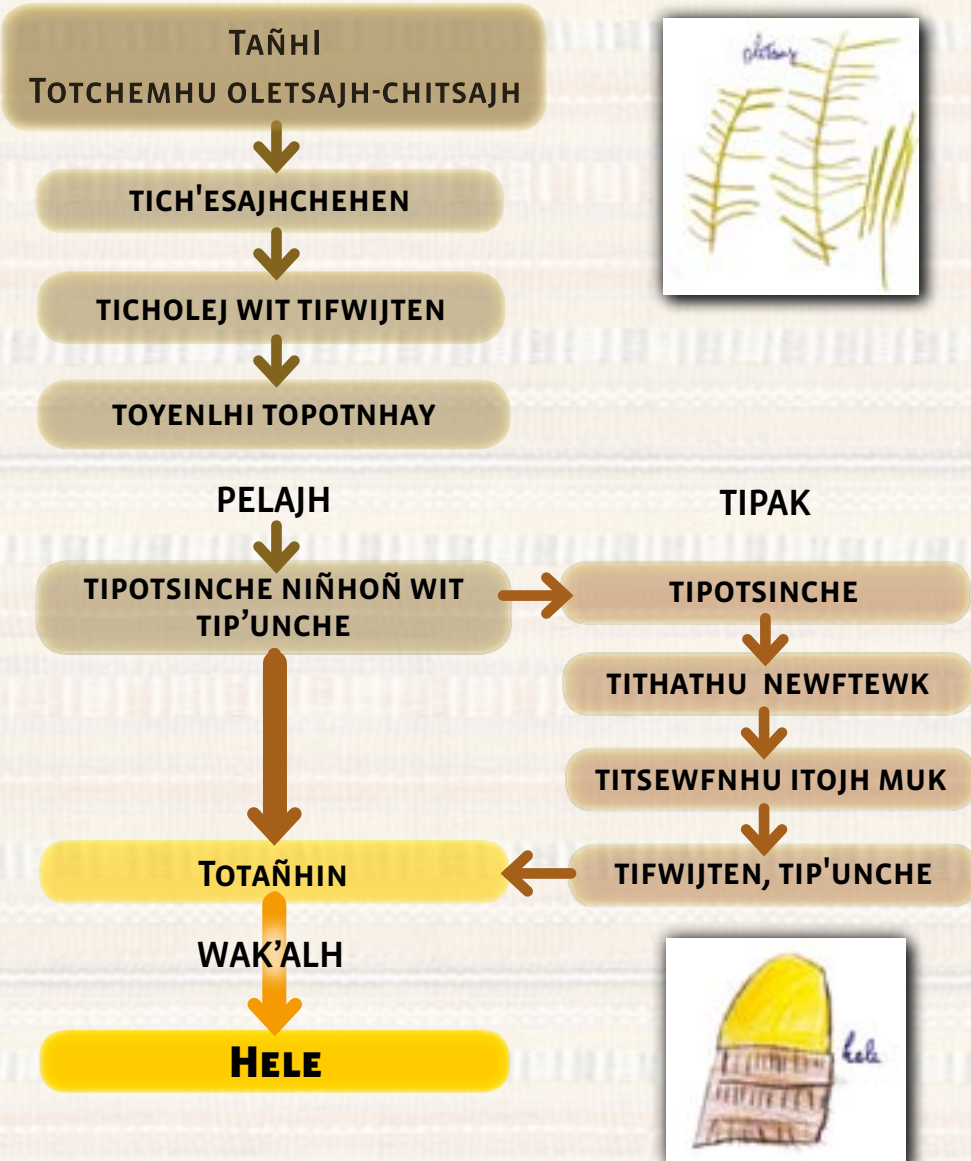 TAÑHI
TOTCHEMHU OLETSAJH-CHITSAJH
TICH'ESAJHCHEHEN
TICHOLEJ WIT TIFWIJTEN
TOYENLHI TOPOTNHAY
PELAJH
TIPOTSINCHE NIÑHOÑ WIT
TIP’UNCHE
TOTAÑHIN
WAK’ALH
HELE
oletsaj
TIPAK
TIPOTSINCHE
TITHATHU NEWFTEWK
TITSEWFNHU ITOJH MUK
TIFWIJTEN, TIP'UNCHE
hele